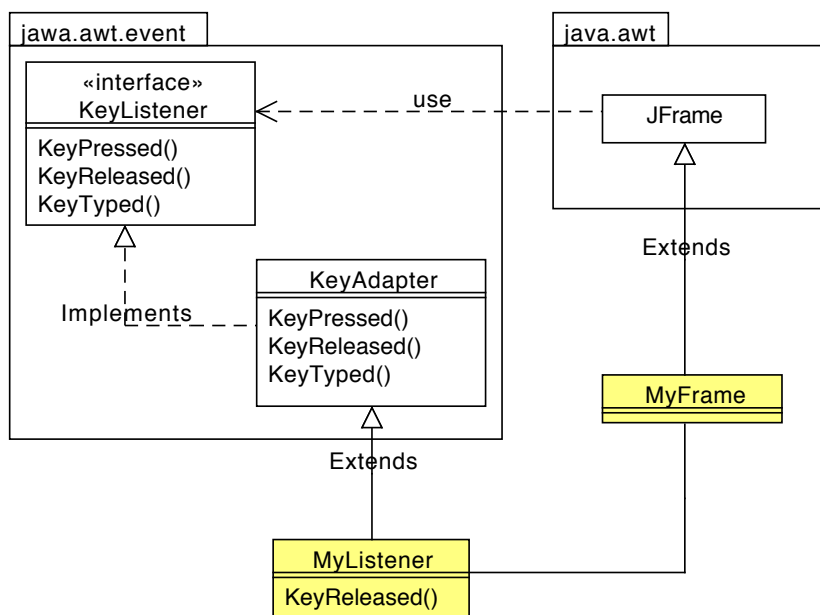 jawa.awt.event
java.awt
«interface»
KeyListener
KeyPressed()
KeyReleased()
KeyTyped()
use
JFrame
Extends
Implements
KeyAdapter
KeyPressed()
KeyReleased()
KeyTyped()
MyFrame
Extends
MyListener
KeyReleased()